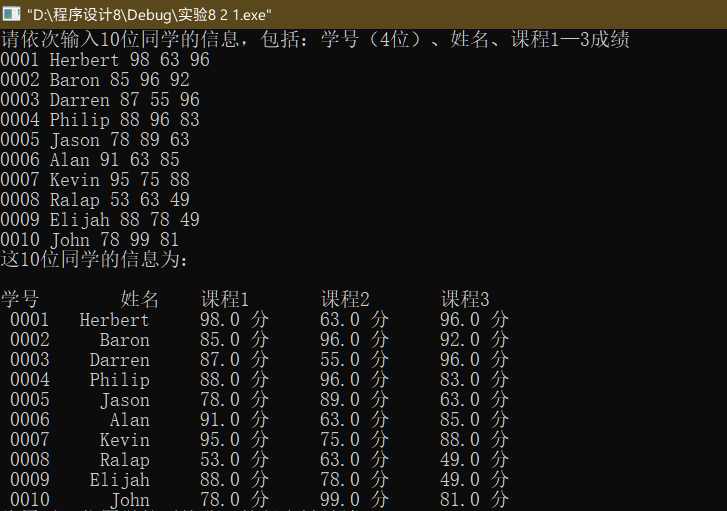 "D:\程序设计8\Debug\实验8 2 1.exe"
请依次输入10位同学的信息，包括：学号（4位）、姓名、课程1—3成绩
0001 Herbert 98 63 96
0002 Baron 85 96 92
0003 Darren 87 55 96
0004 Philip 88 96 83
0005 Jason 78 89 63
0006 Alan 91 63 85
0007 Kevin 95 75 88
0008 Ralap 53 63 49
0009 Elijah 88 78 49
0010 John 78 99 81
这10位同学的信息为：
学号 姓名 课程1 课程2 课程3
0001 Herbert 98.0 分 63.0 分 96.0 分
0002 Baron 85.0 分 96.0 分 92.0 分
0003 Darren 87.0 分 55.0 分 96.0 分
0004 Philip 88.0 分 96.0 分 83.0 分
0005 Jason 78.0 分 89.0 分 63.0 分
0006 Alan 91.0 分 63.0 分 85.0 分
0007 Kevin 95.0 分 75.0 分 88.0 分
0008 Ralap 53.0 分 63.0 分 49.0 分
0009 Elijah 88.0 分 78.0 分 49.0 分
0010 John 78.0 分 99.0 分 81.0 分